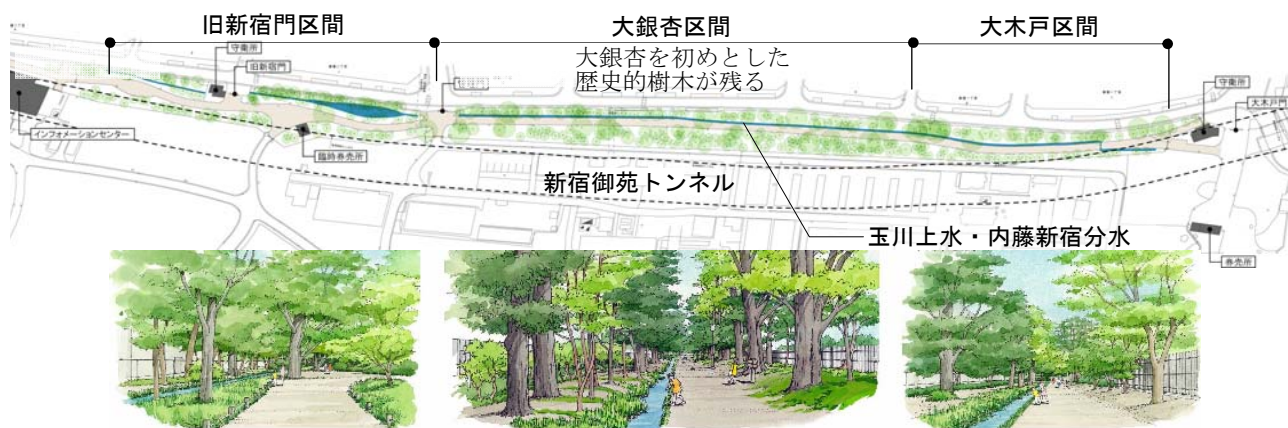 旧新宿門区間
大銀杏区間
大木戸区間
大銀杏を初めとした
歴史的樹木が残る
守衛所
旧新宿門
守衛所
インフォメーションセンター
臨時券売所
新宿御苑トンネル
玉川上水・内藤新宿分水
券売所